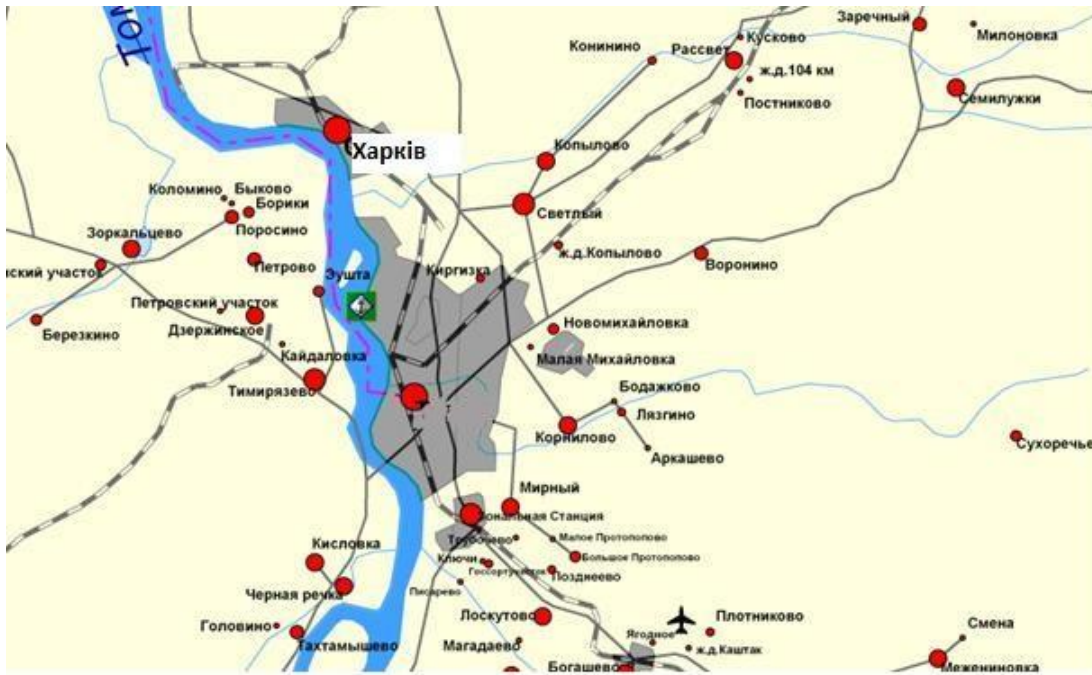 Том
Заречный
Милоновка
Кусково
Конинино
Рассвет
ж.д.104 км
Постниково
Семилужки
Харків
Копылово
Светлый
Коломино
Быково
Борики
Поросино
Зоркальцево
Петрово
нский участок
Эушта
Киргизка
ж.д.Копылово
Воронино
Петровский участок
Дзержинское
Березкино
Новомихайловка
Малая Михайловка
Кайдаловка
Тимирязево
Бодажково
Лязгино
Корнилово
Аркашево
Сухоречье
Мирный
Зональная Станция
Трубочево
Малое Протопопово
Большое Протопопово
Ключи
Госсортучасток
Позднеево
Писарево
Кисловка
Черная речка
Головино
Тахтамышево
Лоскутово
Магадаево
Плотниково
Ягодное
ж.д.Каштак
Богашево
Смена
Межениновка